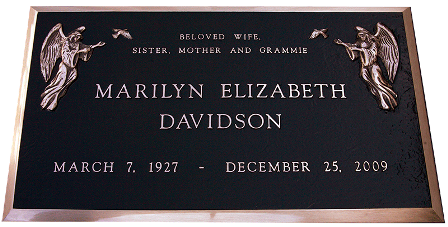 BELOVED WIFE,
SISTER, MOTHER AND GRAMMIE
MARILYN ELIZABETH
DAVIDSON
MARCH 7, 1927 - DECEMBER 25, 2009